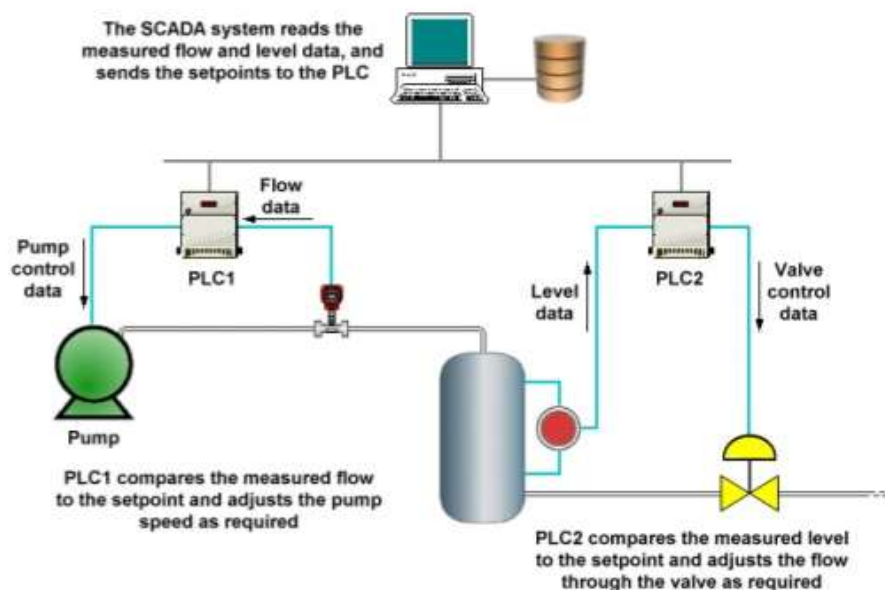 The SCADA system reads the
measured flow and level data, and
sends the setpoints to the PLC
Flow
data
Pump
control
data
PLC1
Level
data
PLC2
Valve
control
data
Pump
PLC1 compares the measured flow
to the setpoint and adjusts the pump
speed as required
PLC2 compares the measured level
to the setpoint and adjusts the flow
through the valve as required